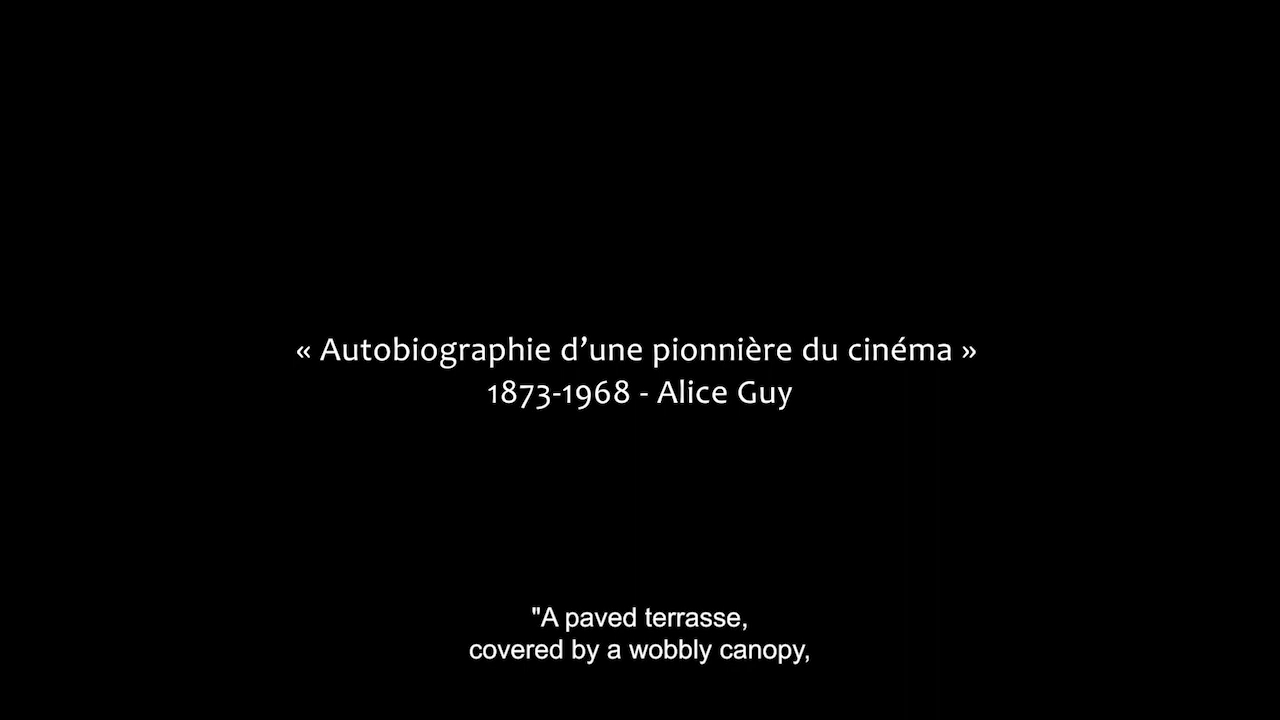 « Autobiographie d’une pionnière du cinéma »
1873-1968 - Alice Guy
"A paved terrasse,
covered by a wobbly canopy,